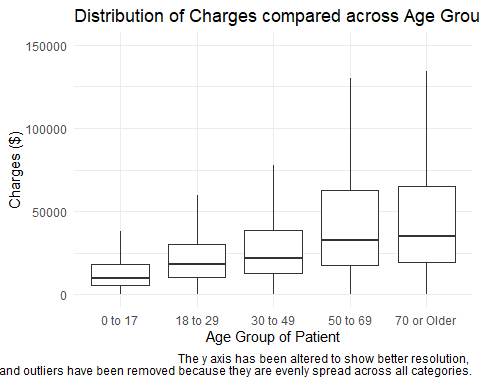 Distribution of Charges compared across Age Grou
150000
100000
50000
0
Charges ($)
0 to 17 18 to 29 30 to 49 50 to 69 70 or Older
Age Group of Patient
The y axis has been altered to show better resolution,
and outliers have been removed because they are evenly spread across all categories.